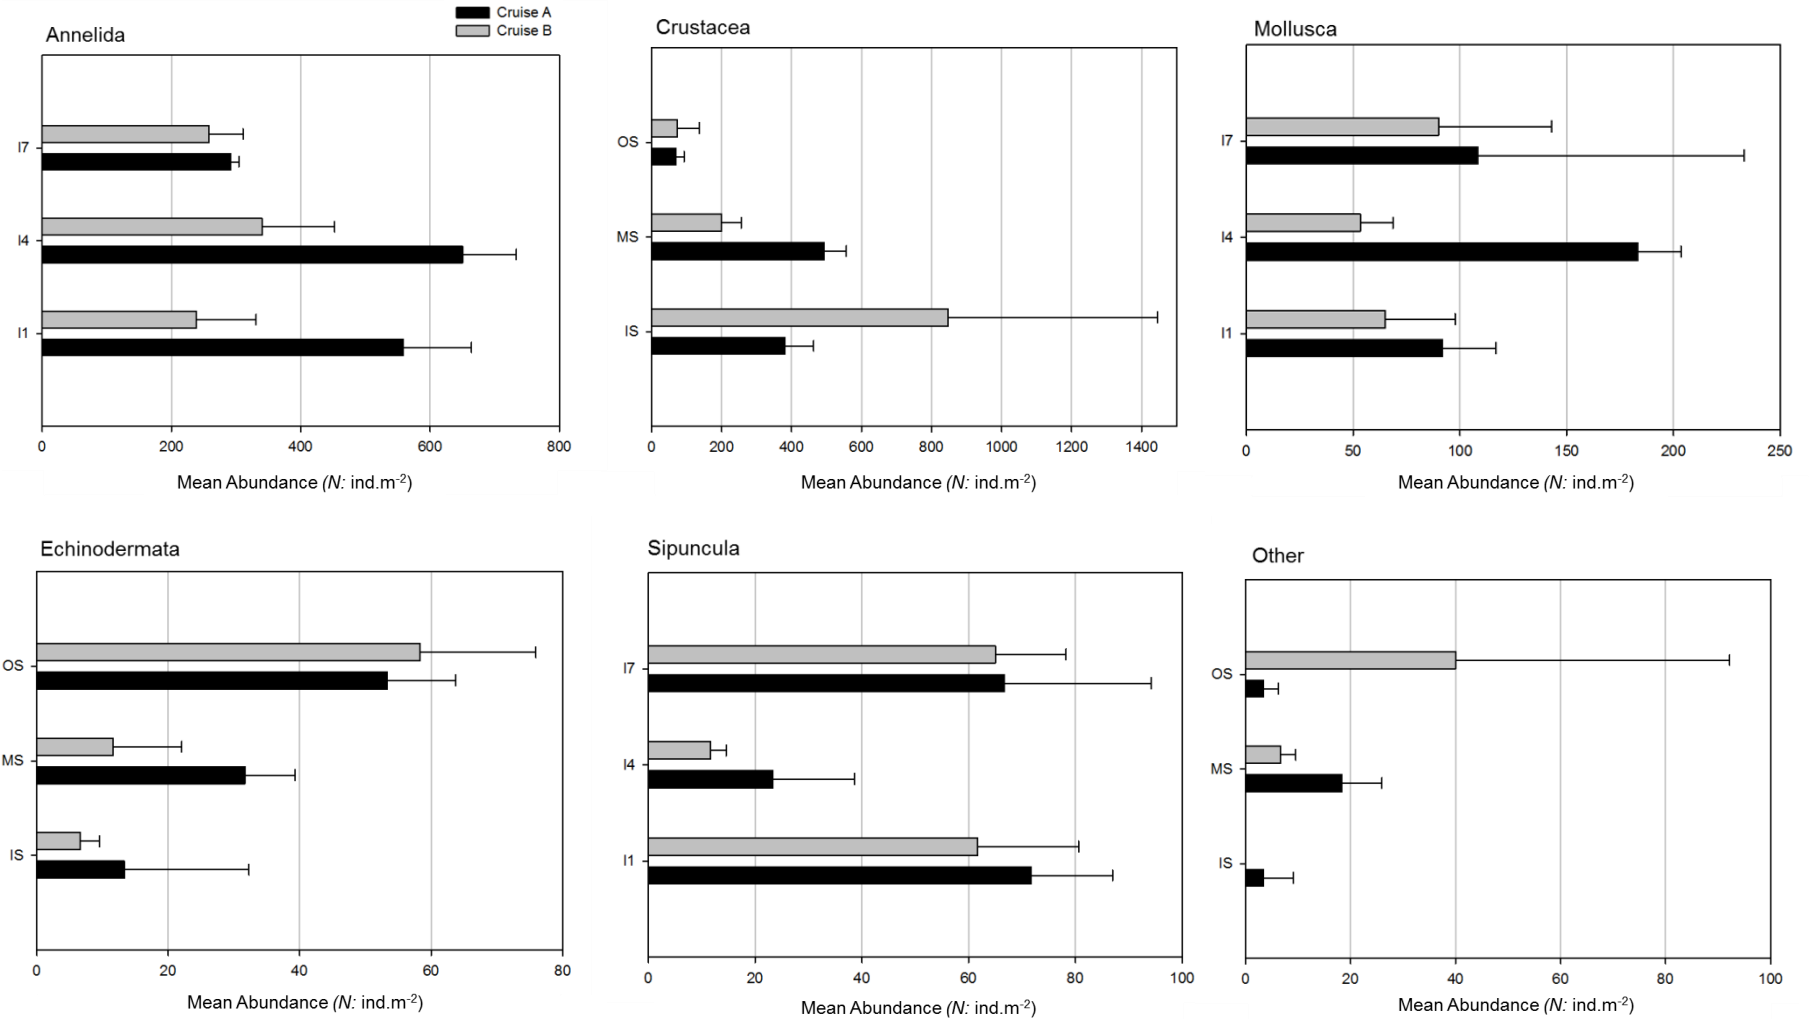 Cruise A
Cruise B
Annelida
I7
I4
I1
0 200 400 600 800
Mean Abundance (N: ind.m-2)
Crustacea
OS
MS
IS
0 200 400 600 800 1000 1200 1400
Mean Abundance (N: ind.m-2)
Mollusca
I7
I4
I1
0 50 100 150 200 250
Mean Abundance (N: ind.m-2)
Echinodermata
OS
MS
IS
0 20 40 60 80
Mean Abundance (N: ind.m-2)
Sipuncula
I7
I4
I1
0 20 40 60 80 100
Mean Abundance (N: ind.m-2)
Other
OS
MS
IS
0 20 40 60 80 100
Mean Abundance (N: ind.m-2)